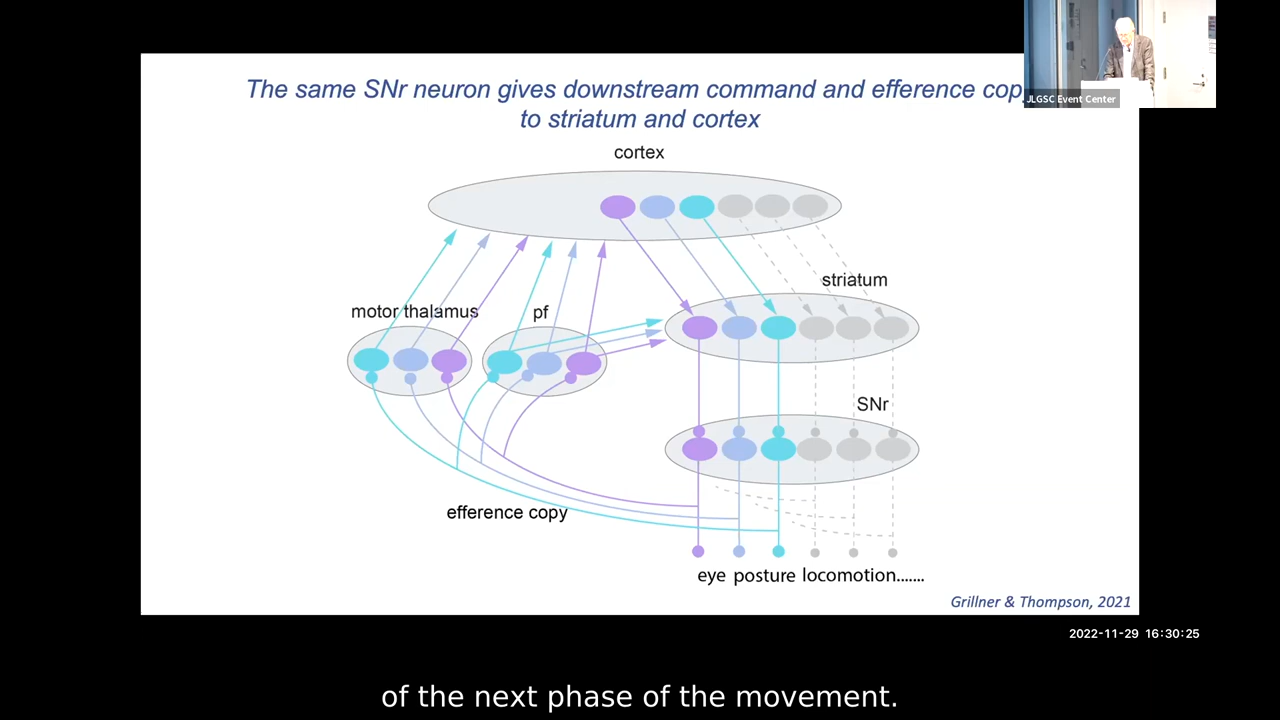 The same SNr neuron gives downstream command and efference cop
to striatum and cortex
JLGSC Event Center
cortex
striatum
motor thalamus
pf
SNr
efference copy
eye posture locomotion.......
Grillner & Thompson, 2021
2022-11-29 16:30:25
of the next phase of the movement.